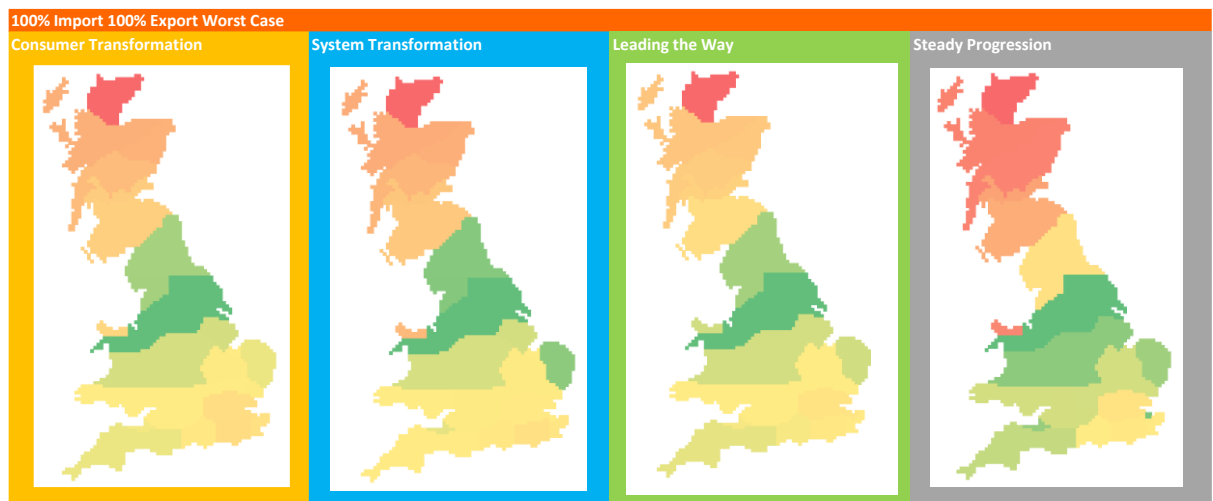 100% Import 100% Export Worst Case
Consumer Transformation
System Transformation
Leading the Way
Steady Progression